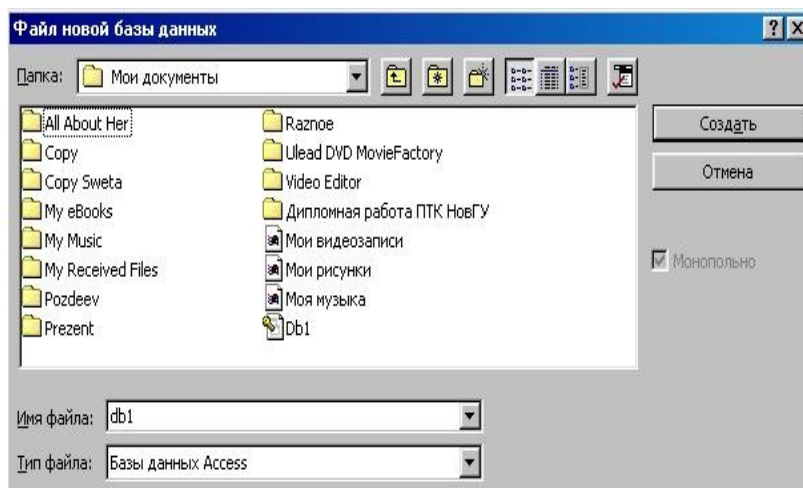 Файл новой базы данных
Папка: Мои документы
All About Her
Copy
Copy Sweta
My eBooks
My Music
My Received Files
Pozdeev
Prezent
Raznoe
Ulead DVD MovieFactory
Video Editor
Дипломная работа ПТК НовГУ
Мои видеозаписи
Мои рисунки
Моя музыка
Db1
Создать
Отмена
Монопольно
Имя файла: db1
Тип файла: Базы данных Access